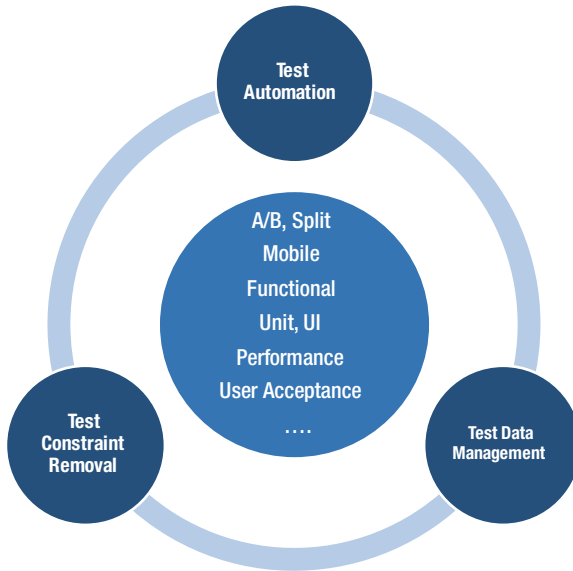 Test
Automation
A/B, Split
Mobile
Functional
Unit, UI
Performance
User Acceptance
....
Test
Constraint
Removal
Test Data
Management